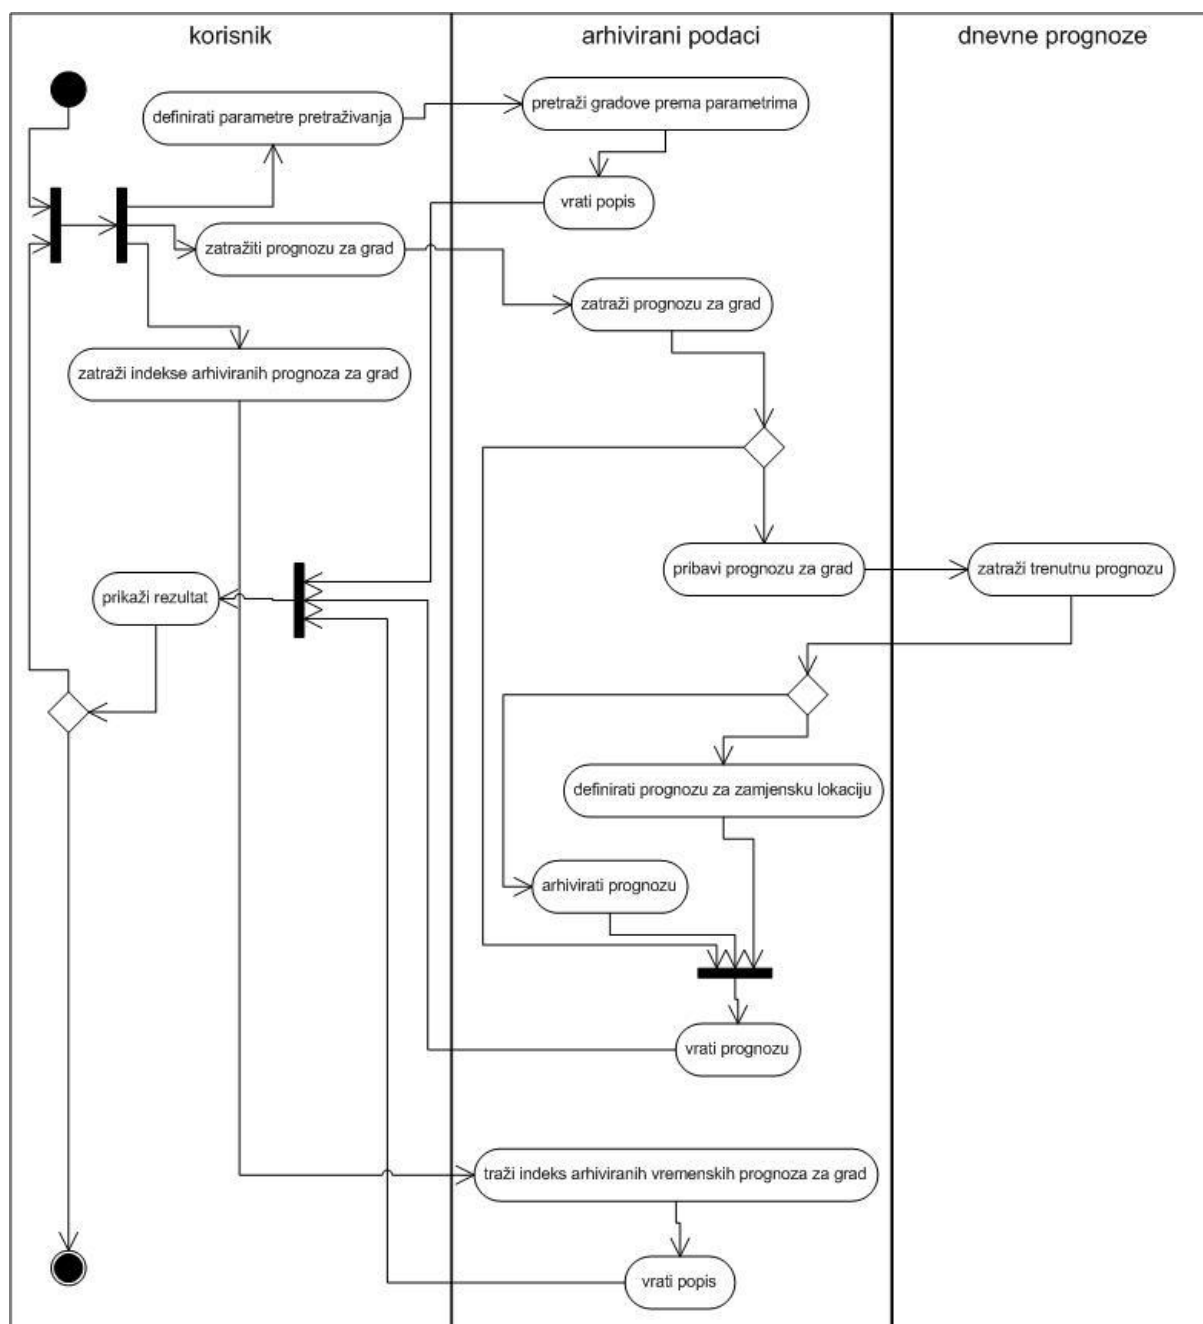 korisnik
arhivirani podaci
dnevne prognoze
definirati parametre pretraživanja
pretraži gradove prema parametrima
vrati popis
zatražiti prognozu za grad
zatraži prognozu za grad
zatraži indekse arhiviranih prognoza za grad
pribavi prognozu za grad
zatraži trenutnu prognozu
prikaži rezultat
definirati prognozu za zamjensku lokaciju
arhivirati prognozu
vrati prognozu
traži indeks arhiviranih vremenskih prognoza za grad
vrati popis